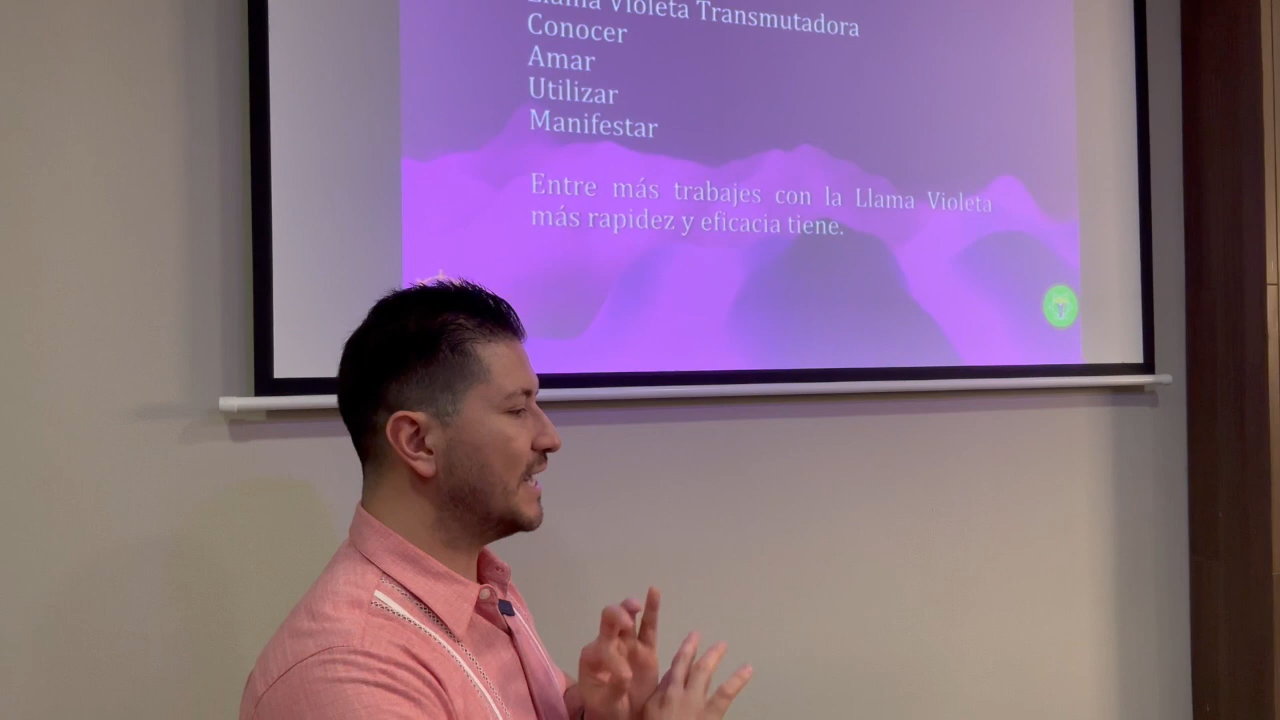 Llama Violeta Transmutadora
Conocer
Amar
Utilizar
Manifestar
Entre más trabajes con la Llama Violeta
más rapidez y eficacia tiene.